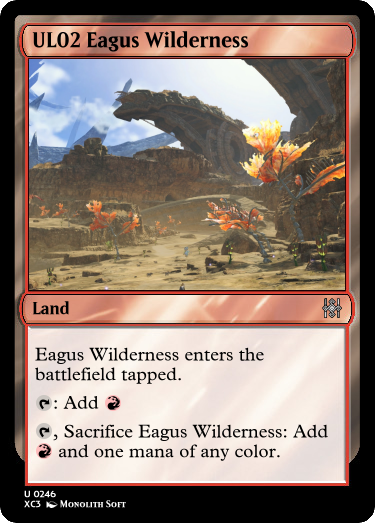 UL02 Eagus Wilderness
Land
Eagus Wilderness enters the
battlefield tapped.
: Add
, Sacrifice Eagus Wilderness: Add
and one mana of any color.
U 0246
XC3 Monolith Soft